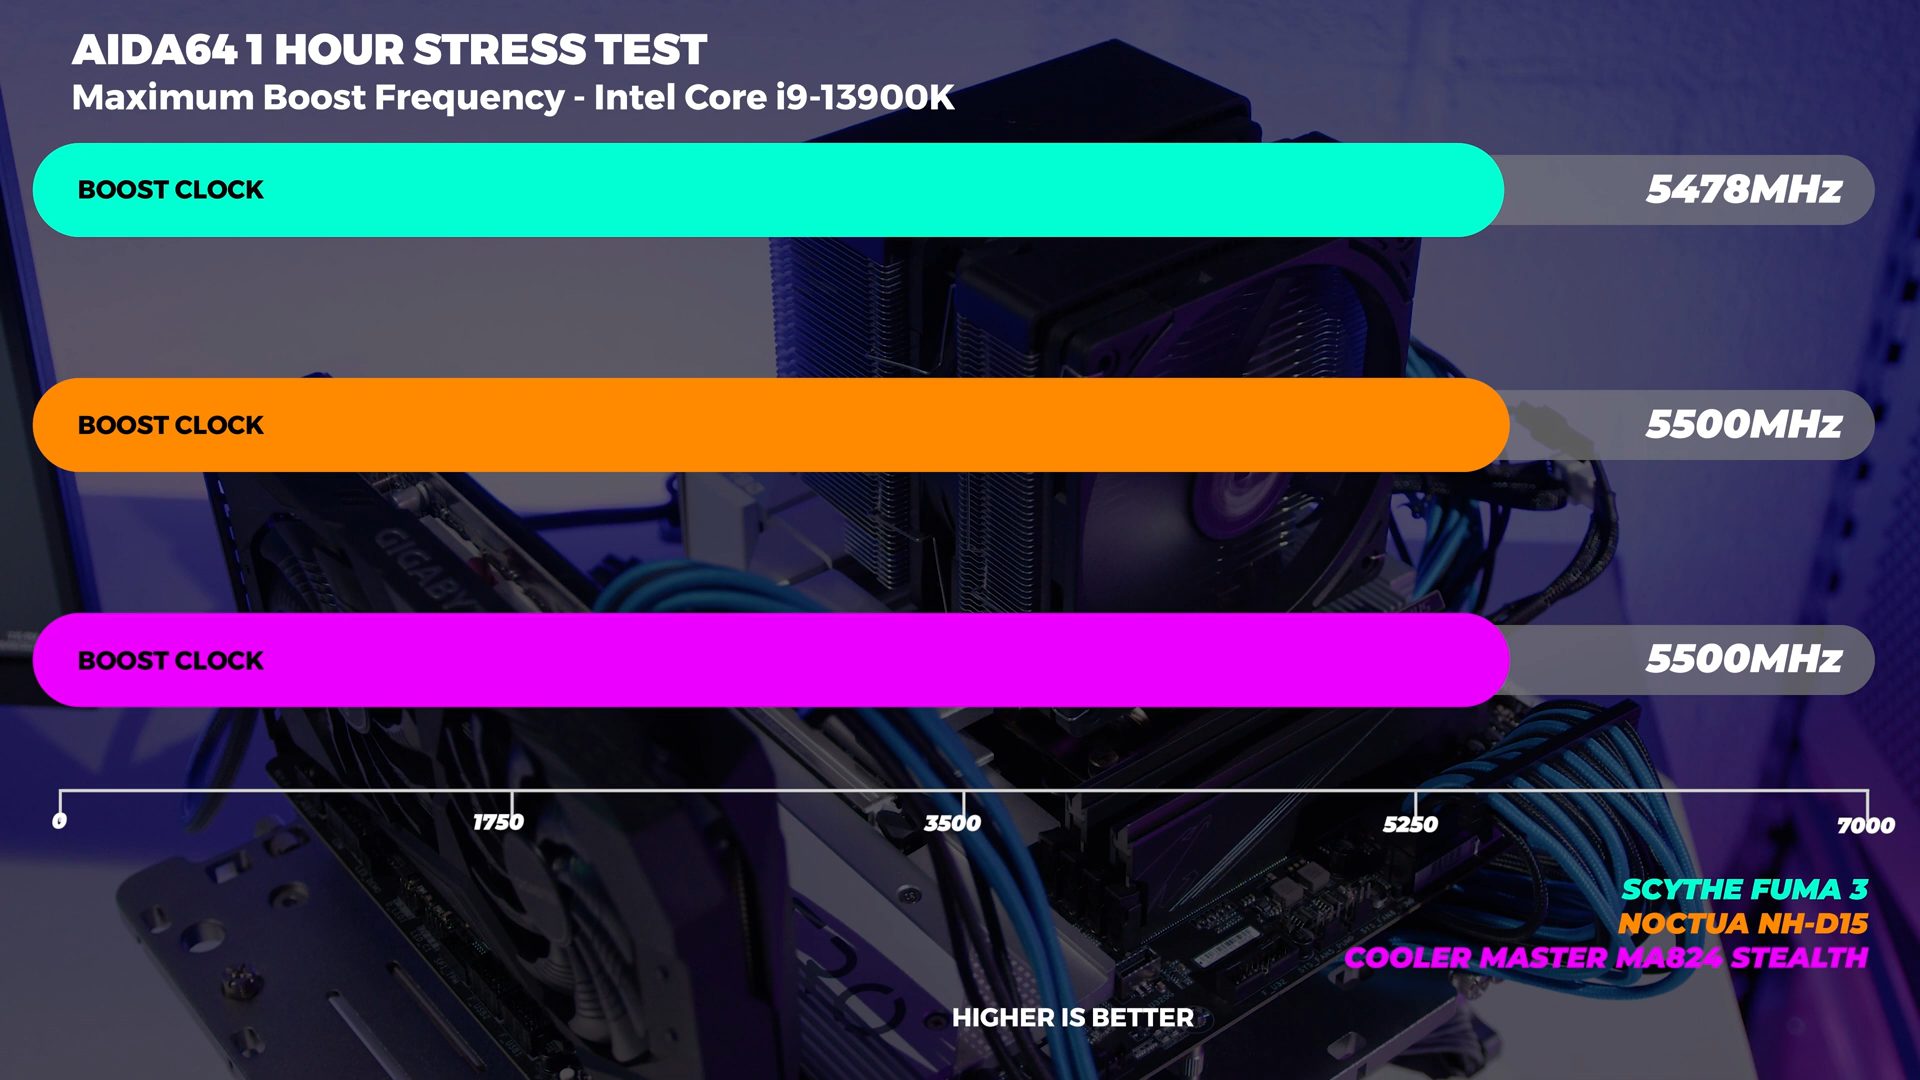 AIDA64 1 HOUR STRESS TEST
Maximum Boost Frequency - Intel Core i9-13900K
BOOST CLOCK 5478MHz
BOOST CLOCK 5500MHz
GIGABY
BOOST CLOCK 5500MHz
0 1750 3500 5250 7000
SCYTHE FUMA 3
NOCTUA NH-D15
COOLER MASTER MA824 STEALTH
HIGHER IS BETTER